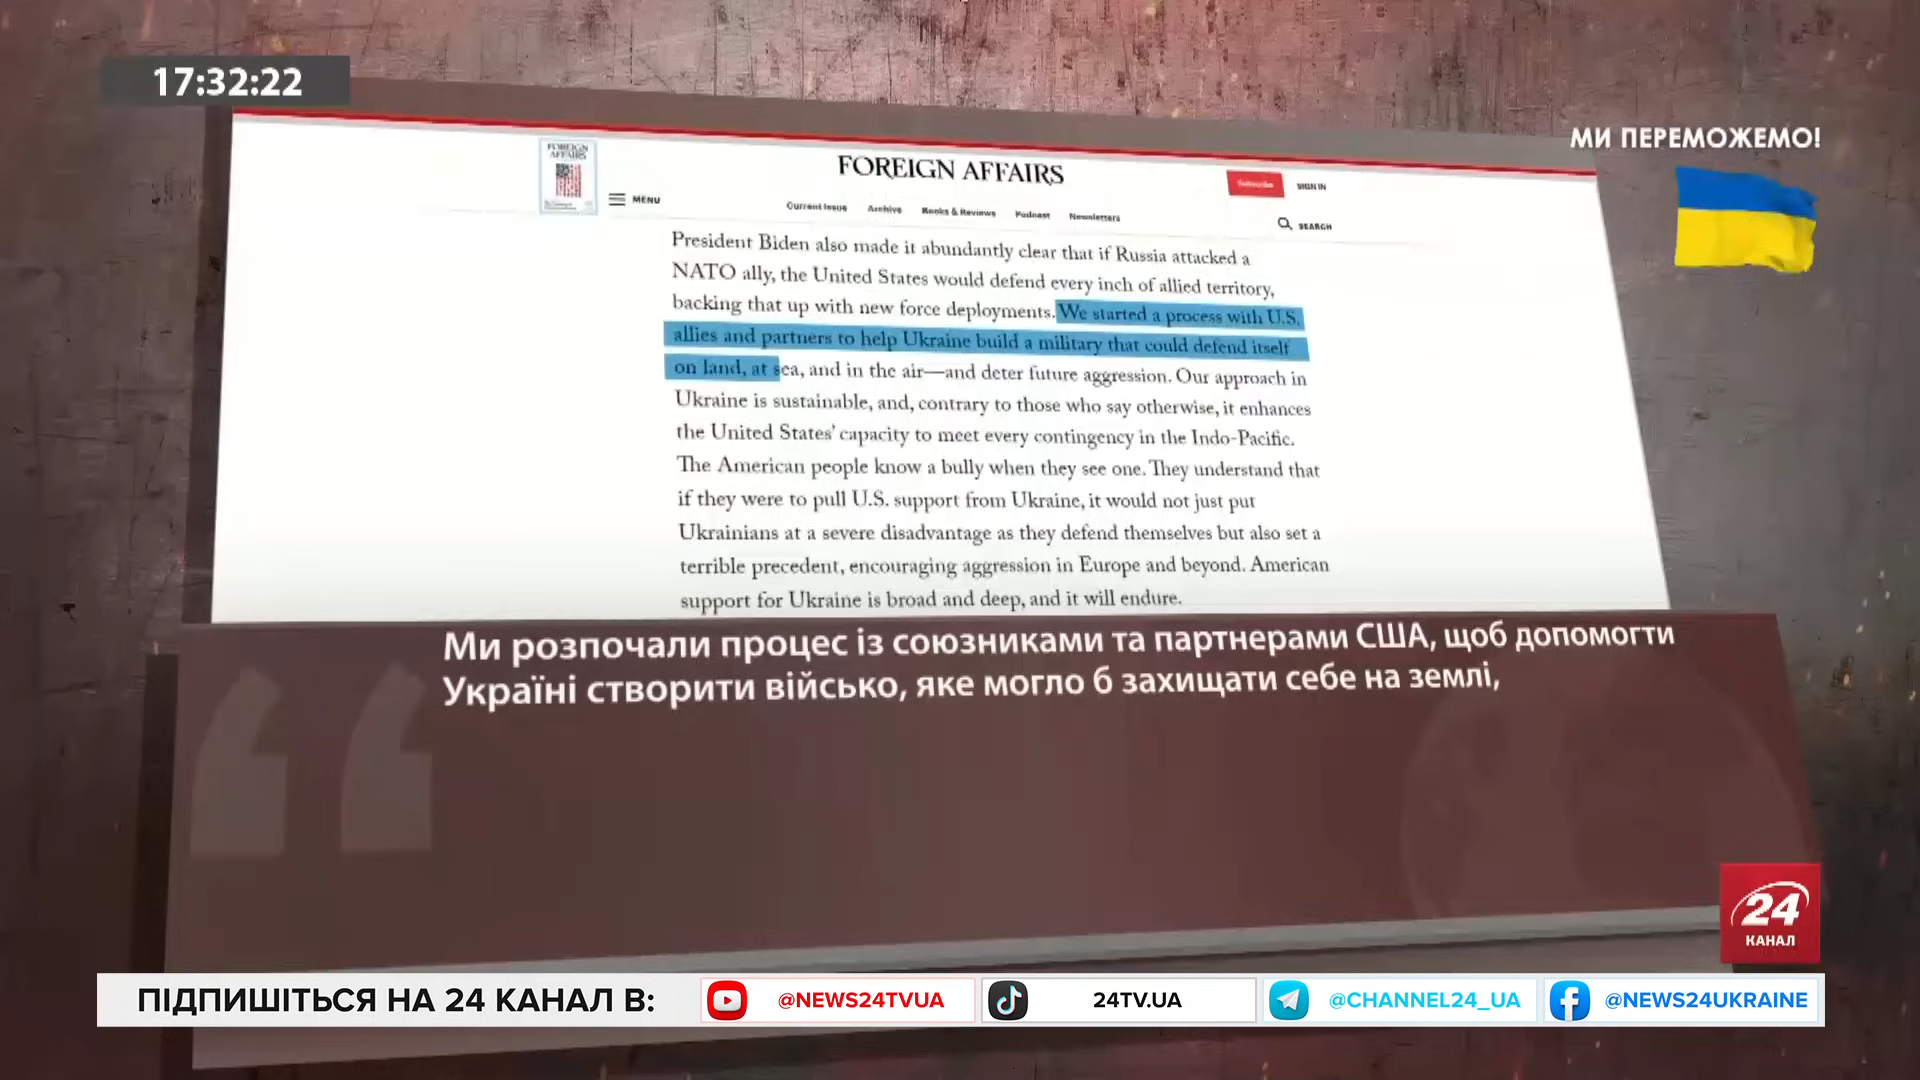 17:32:22
МИ ПЕРЕМОЖЕМО!
FOREIGN AFFAIRS
FOREIGN AFFAIRS
Subscribe
SIGN IN
MENU
Current Issue Archive Books & Reviews Podcast Newsletters
SEARCH
President Biden also made it abundantly clear that if Russia attacked a
NATO ally, the United States would defend every inch of allied territory,
backing that up with new force deployments. We started a process with U.S.
allies and partners to help Ukraine build a military that could defend itself
on land, at sea, and in the air—and deter future aggression. Our approach in
Ukraine is sustainable, and, contrary to those who say otherwise, it enhances
the United States' capacity to meet every contingency in the Indo-Pacific.
The American people know a bully when they see one. They understand that
if they were to pull U.S. support from Ukraine, it would not just put
Ukrainians at a severe disadvantage as they defend themselves but also set a
terrible precedent, encouraging aggression in Europe and beyond. American
support for Ukraine is broad and deep, and it will endure.
Ми розпочали процес із союзниками та партнерами США, щоб допомогти
Україні створити військо, яке могло б захищати себе на землі,
24
КАНАЛ
ПІДПИШІТЬСЯ НА 24 КАНАЛ В: @NEWS24TVUA 24TV.UA @CHANNEL24_UA @NEWS24UKRAINE